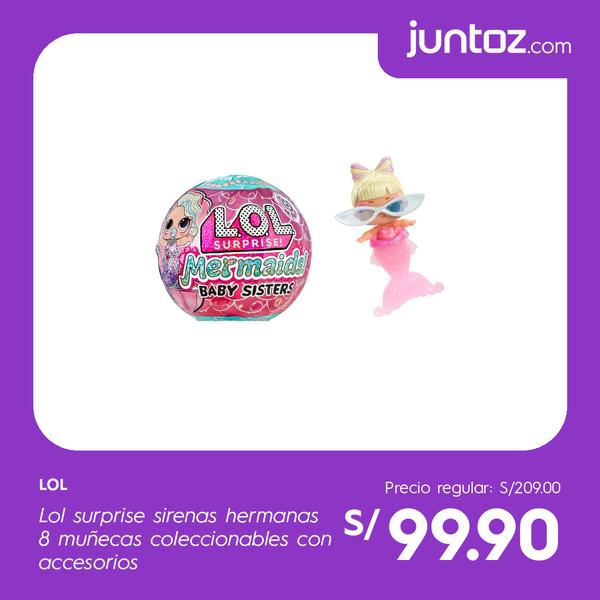 juntoz.com
L.O.L
SURPRISE!
Mermaids
BABY SISTERS
LOL
Precio regular: S/209.00
Lol surprise sirenas hermanas
8 muñecas coleccionables con
accesorios
S/99.90